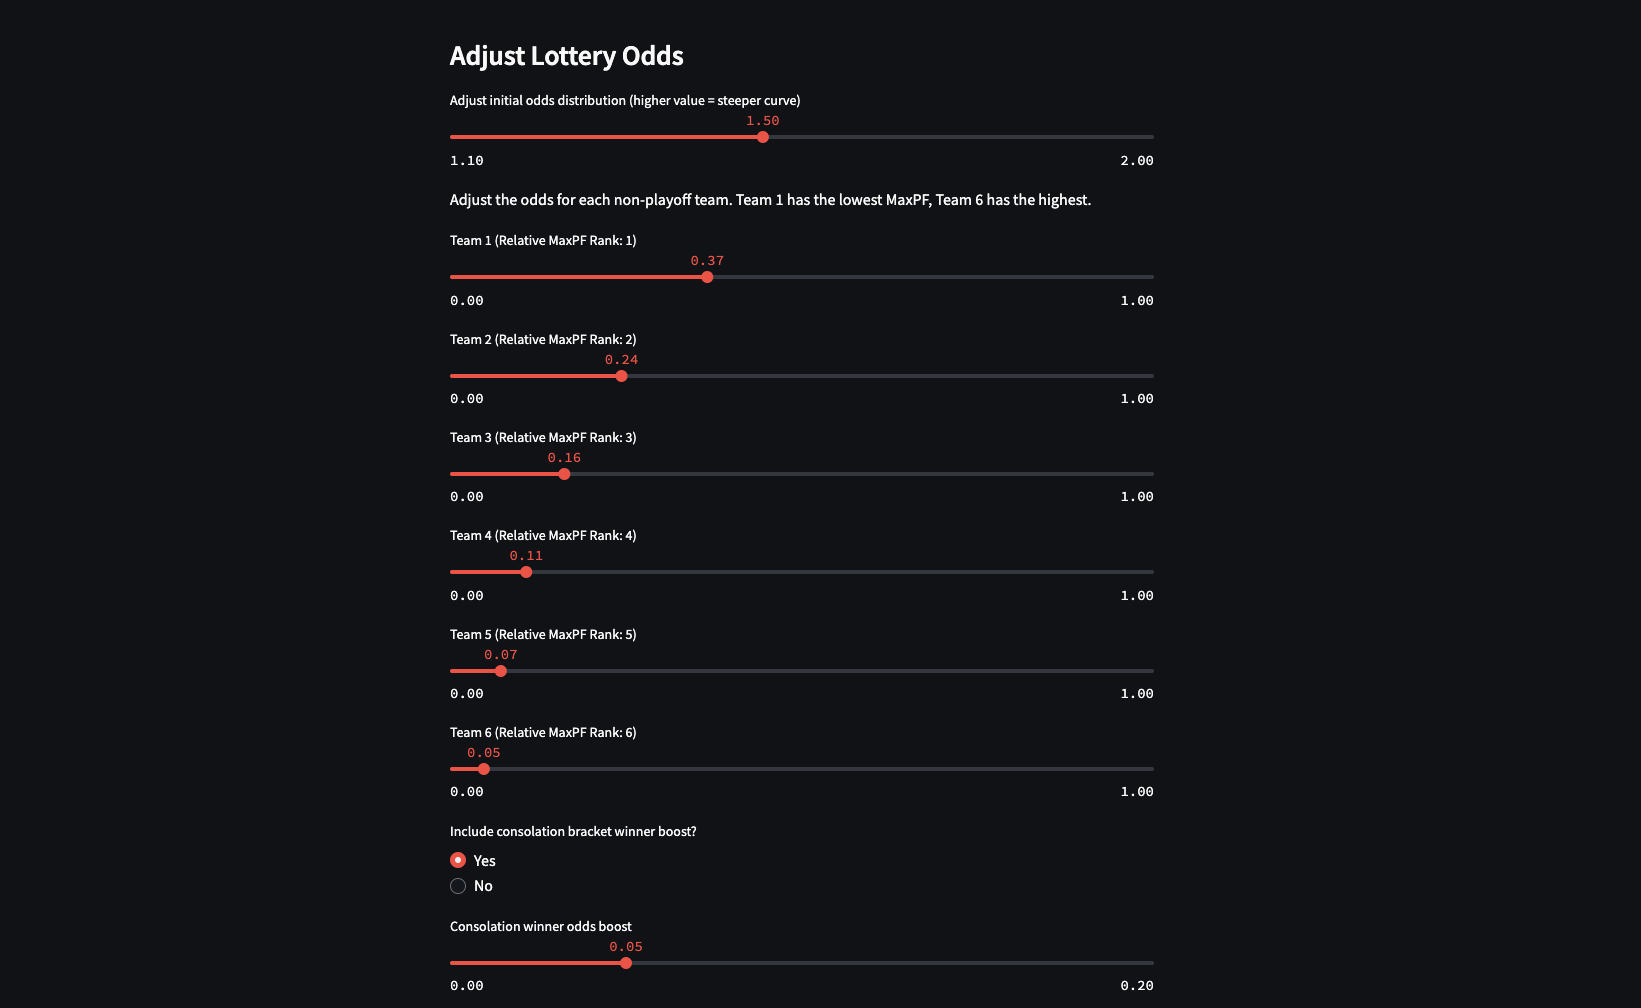 Adjust Lottery Odds
Adjust initial odds distribution (higher value = steeper curve)
1.50
1.10 2.00
Adjust the odds for each non-playoff team. Team 1 has the lowest MaxPF, Team 6 has the highest.
Team 1 (Relative MaxPF Rank: 1)
0.37
0.00 1.00
Team 2 (Relative MaxPF Rank: 2)
0.24
0.00 1.00
Team 3 (Relative MaxPF Rank: 3)
0.16
0.00 1.00
Team 4 (Relative MaxPF Rank: 4)
0.11
0.00 1.00
Team 5 (Relative MaxPF Rank: 5)
0.07
0.00 1.00
Team 6 (Relative MaxPF Rank: 6)
0.05
0.00 1.00
Include consolation bracket winner boost?
Yes
No
Consolation winner odds boost
0.05
0.00 0.20